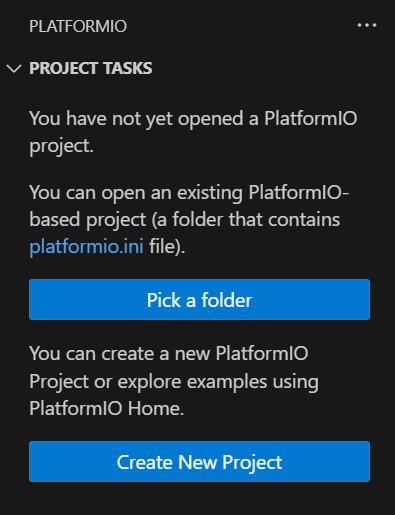 PLATFORMIO
PROJECT TASKS
You have not yet opened a PlatformIO
project.
You can open an existing PlatformIO-
based project (a folder that contains
platformio.ini file).
Pick a folder
You can create a new PlatformIO
Project or explore examples using
PlatformIO Home.
Create New Project